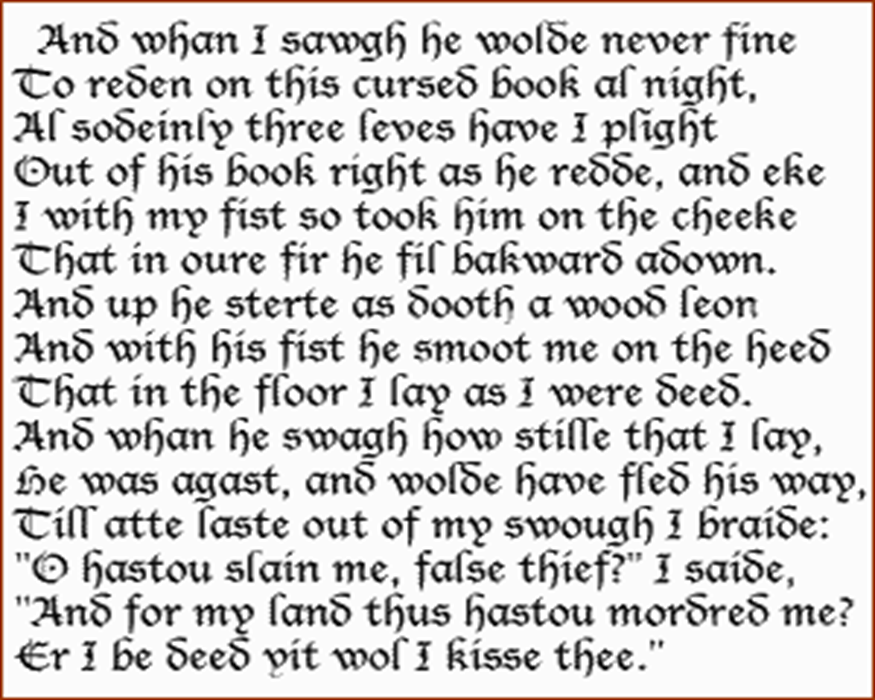 And whan I sawgh he wolde never fine
To reden on this cursed book al night,
Al sodeinly three leves have I plight
Out of his book right as he redde, and eke
I with my fist so took him on the cheeke
That in oure fir he fil bakward adown.
And up he sterte as dooth a wood leon
And with his fist he smoot me on the heed
That in the floor I lay as I were deed.
And whan he swagh how stille that I lay,
He was agast, and wolde have fled his way,
Till atte laste out of my swough I braide:
"O hastou slain me, false thief?" I saide,
"And for my land thus hastou mordred me?
Er I be deed yit wol I kisse thee."